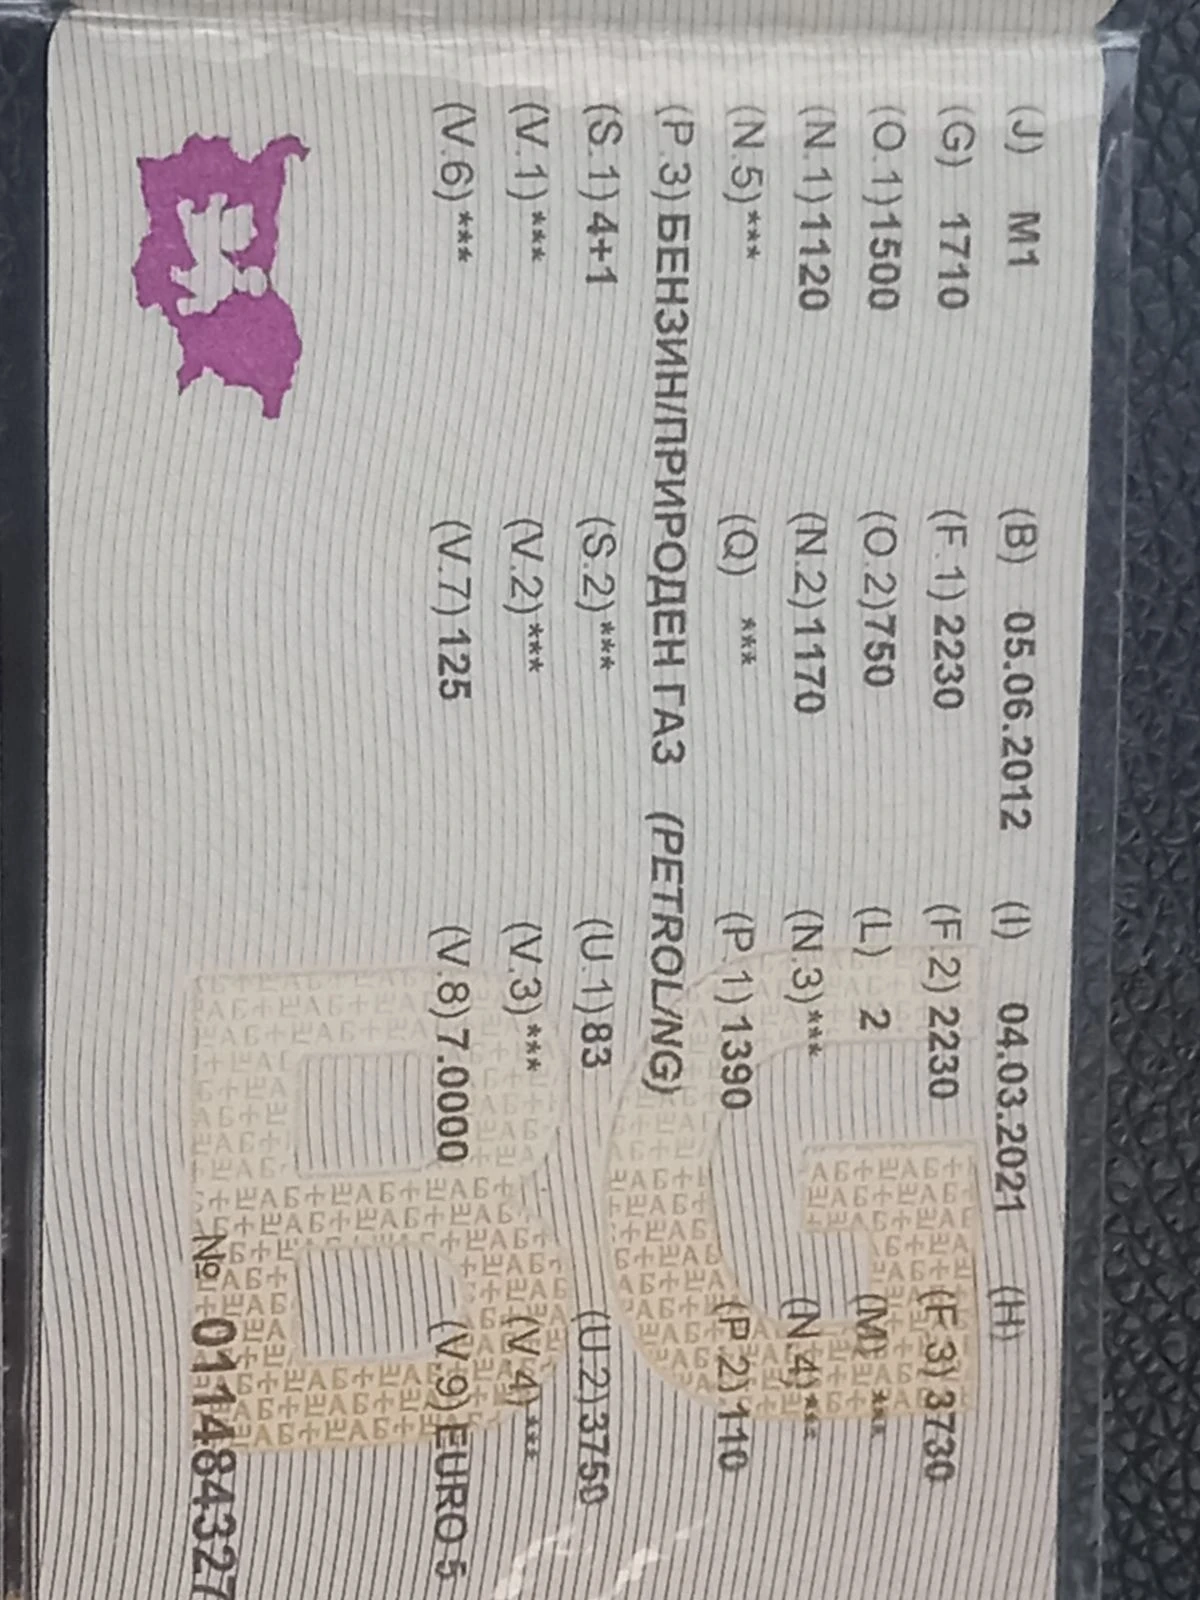 (J) M1 (B) 05.06.2012 (I) 04.03.2021 (H)
(G) 1710 (F.1) 2230 (F.2) 2230 (F.3) 3730
(O.1) 1500 (O.2) 750 (L) 2 (M) ***
(N.1) 1120 (N.2) 1170 (N.3) *** (N.4) ***
(N.5) *** (Q) *** (P.1) 1390 (P.2) 110
(P.3) БЕНЗИН/ПРИРОДЕН ГАЗ (PETROL/NG)
(S.1) 4+1 (S.2) *** (U.1) 83 (U.2) 3750
(V.1) *** (V.2) *** (V.3) *** (V.4) ***
(V.6) *** (V.7) 125 (V.8) 7.0000 (V.9) EURO 5
№ 011484327
BG